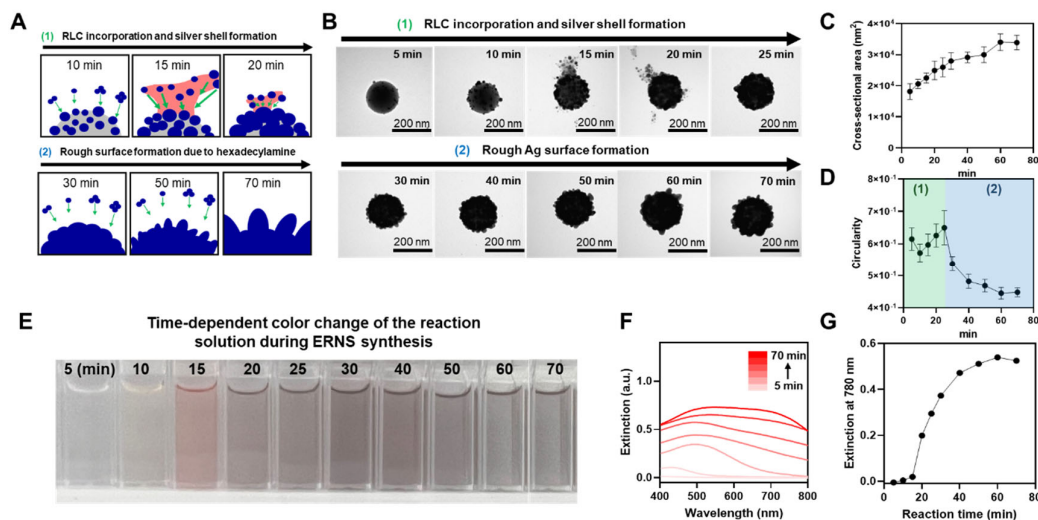 A
(1) RLC incorporation and silver shell formation
10 min
15 min
20 min
(2) Rough surface formation due to hexadecylamine
30 min
50 min
70 min
B
(1) RLC incorporation and silver shell formation
5 min
10 min
15 min
20 min
25 min
200 nm
200 nm
200 nm
200 nm
200 nm
(2) Rough Ag surface formation
30 min
40 min
50 min
60 min
70 min
200 nm
200 nm
200 nm
200 nm
200 nm
C
Cross-sectional area (nm²)
4×10⁴
3×10⁴
2×10⁴
1×10⁴
0
0 20 40 60 80
min
D
(1) (2)
Circularity
8×10⁻¹
7×10⁻¹
6×10⁻¹
5×10⁻¹
4×10⁻¹
0 20 40 60 80
min
E
Time-dependent color change of the reaction
solution during ERNS synthesis
5 (min) 10 15 20 25 30 40 50 60 70
F
70 min
5 min
Extinction (a.u.)
1.0
0.5
0.0
400 500 600 700 800
Wavelength (nm)
G
Extinction at 780 nm
0.6
0.4
0.2
0.0
0 20 40 60 80
Reaction time (min)